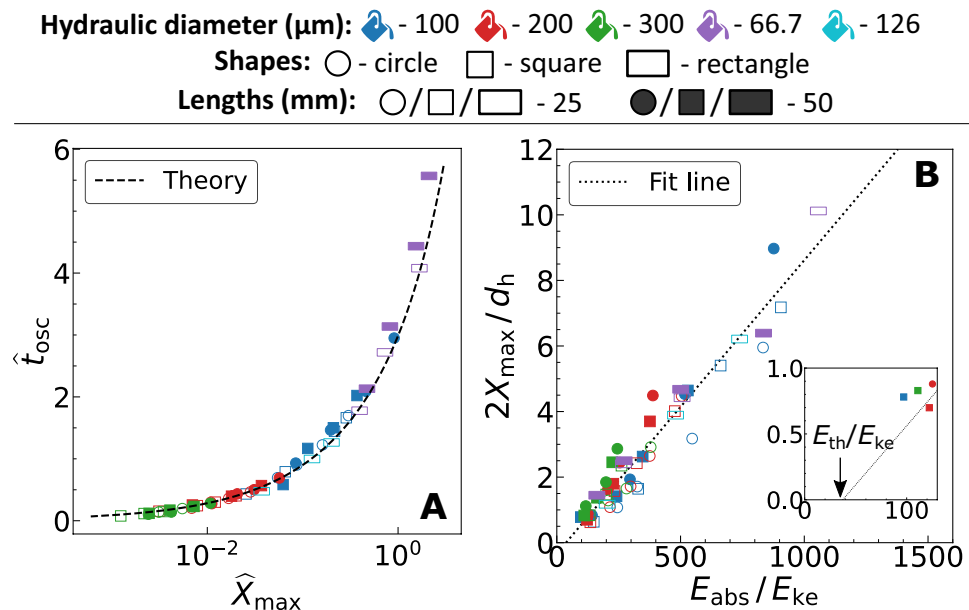 Hydraulic diameter (μm): - 100 - 200 - 300 - 66.7 - 126
Shapes: - circle - square - rectangle
Lengths (mm): / / - 25 / / - 50
6
4
2
0
t̂osc
Theory
A
10⁻²
10⁰
X̂max
12
10
8
6
4
2
0
2Xmax/dh
Fit line
B
1.0
0.5
0.0
Eth/Eke
0
100
0
500
1000
1500
Eabs/Eke